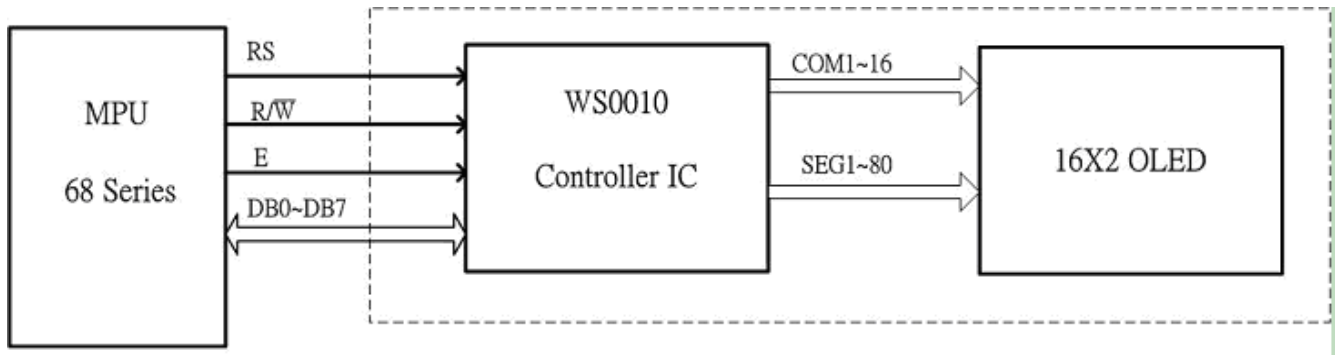 MPU
68 Series
RS
R/W̅
E
DB0~DB7
WS0010
Controller IC
COM1~16
SEG1~80
16X2 OLED